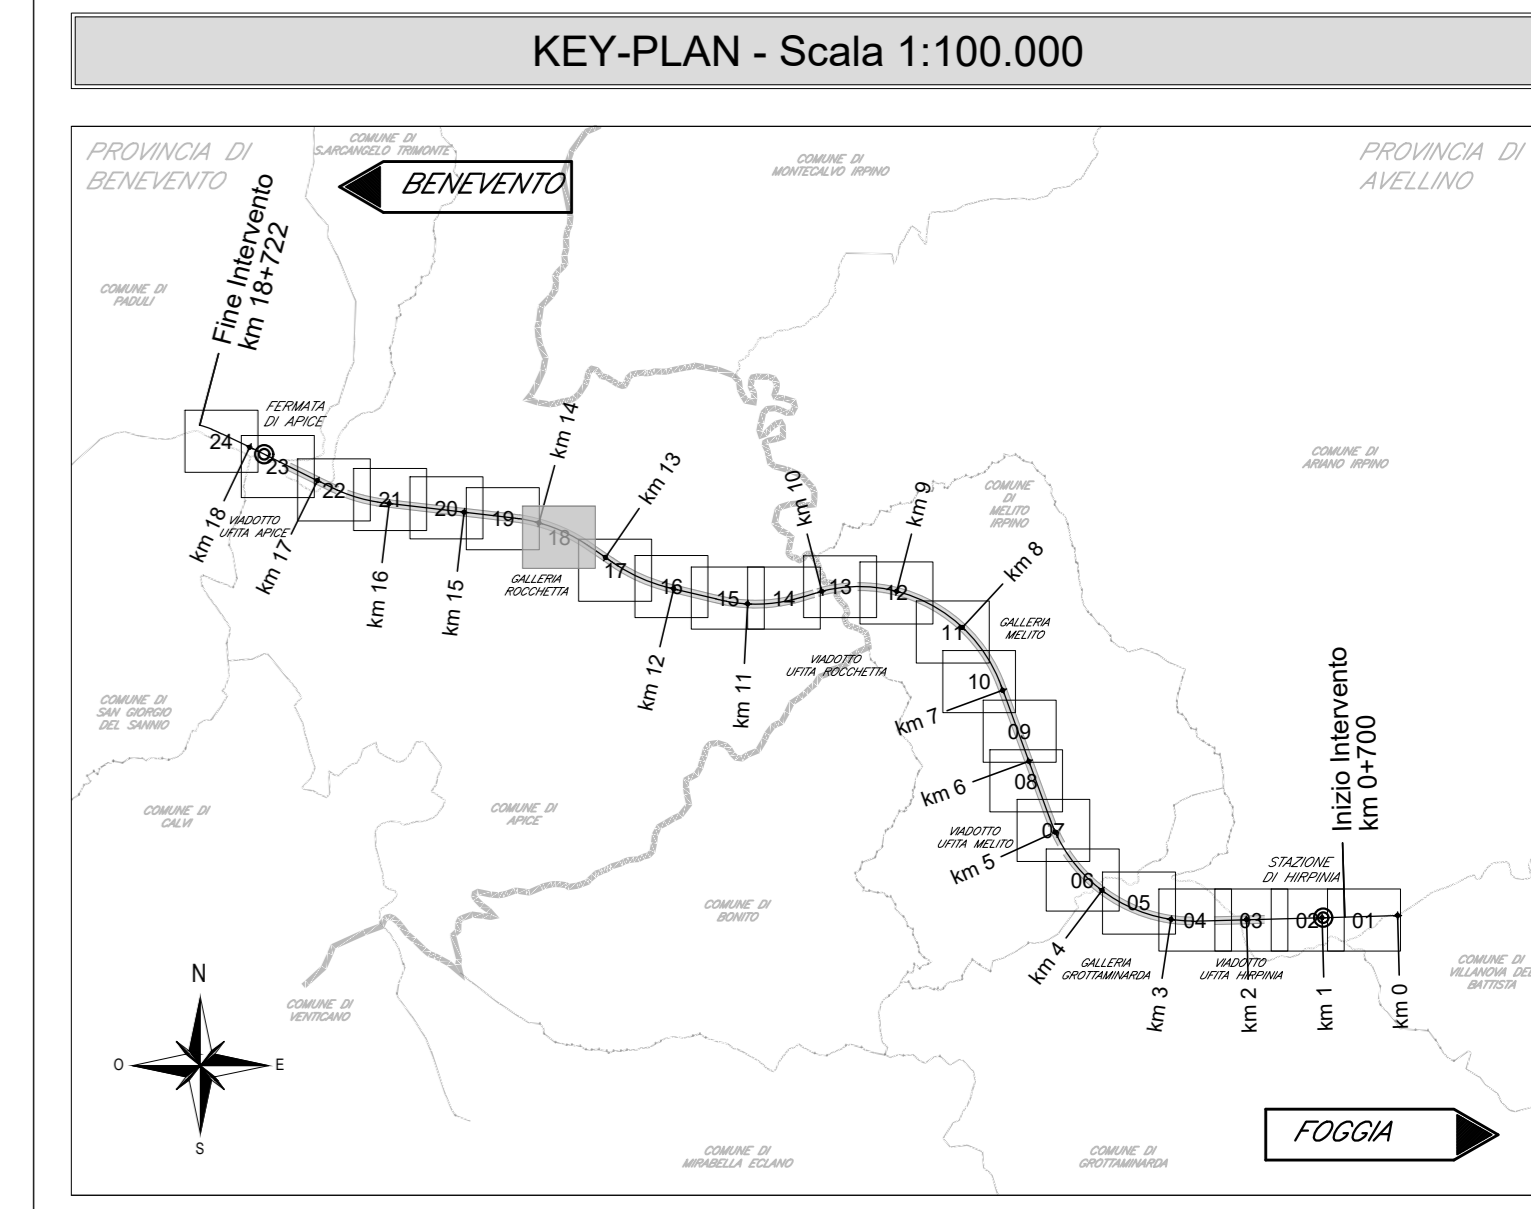 KEY-PLAN - Scala 1:100.000
PROVINCIA DI
BENEVENTO
COMUNE DI
S.ARCANGELO TRIMONTE
BENEVENTO
COMUNE DI
MONTECALVO IRPINO
PROVINCIA DI
AVELLINO
COMUNE DI
PADULI
Fine Intervento
km 18+722
FERMATA
DI APICE
COMUNE DI
ARIANO IRPINO
COMUNE
DI
MELITO
IRPINO
24
23
22
21
20
19
18
17
16
15
14
13
12
11
10
09
08
07
06
05
04
03
02
01
km 18
km 17
km 16
km 15
km 14
km 13
km 12
km 11
km 10
km 9
km 8
km 7
km 6
km 5
km 4
km 3
km 2
km 1
km 0
VIADOTTO
UFITA APICE
GALLERIA
ROCCHETTA
VIADOTTO
UFITA ROCCHETTA
GALLERIA
MELITO
VIADOTTO
UFITA MELITO
GALLERIA
GROTTAMINARDA
VIADOTTO
UFITA HIRPINIA
STAZIONE
DI HIRPINIA
Inizio Intervento
km 0+700
COMUNE DI
SAN GIORGIO
DEL SANNIO
COMUNE DI
CALVI
COMUNE DI
APICE
COMUNE DI
BONITO
COMUNE DI
VENTICANO
COMUNE DI
VILLANOVA DEL
BATTISTA
COMUNE DI
MIRABELLA ECLANO
COMUNE DI
GROTTAMINARDA
N
O
E
S
FOGGIA